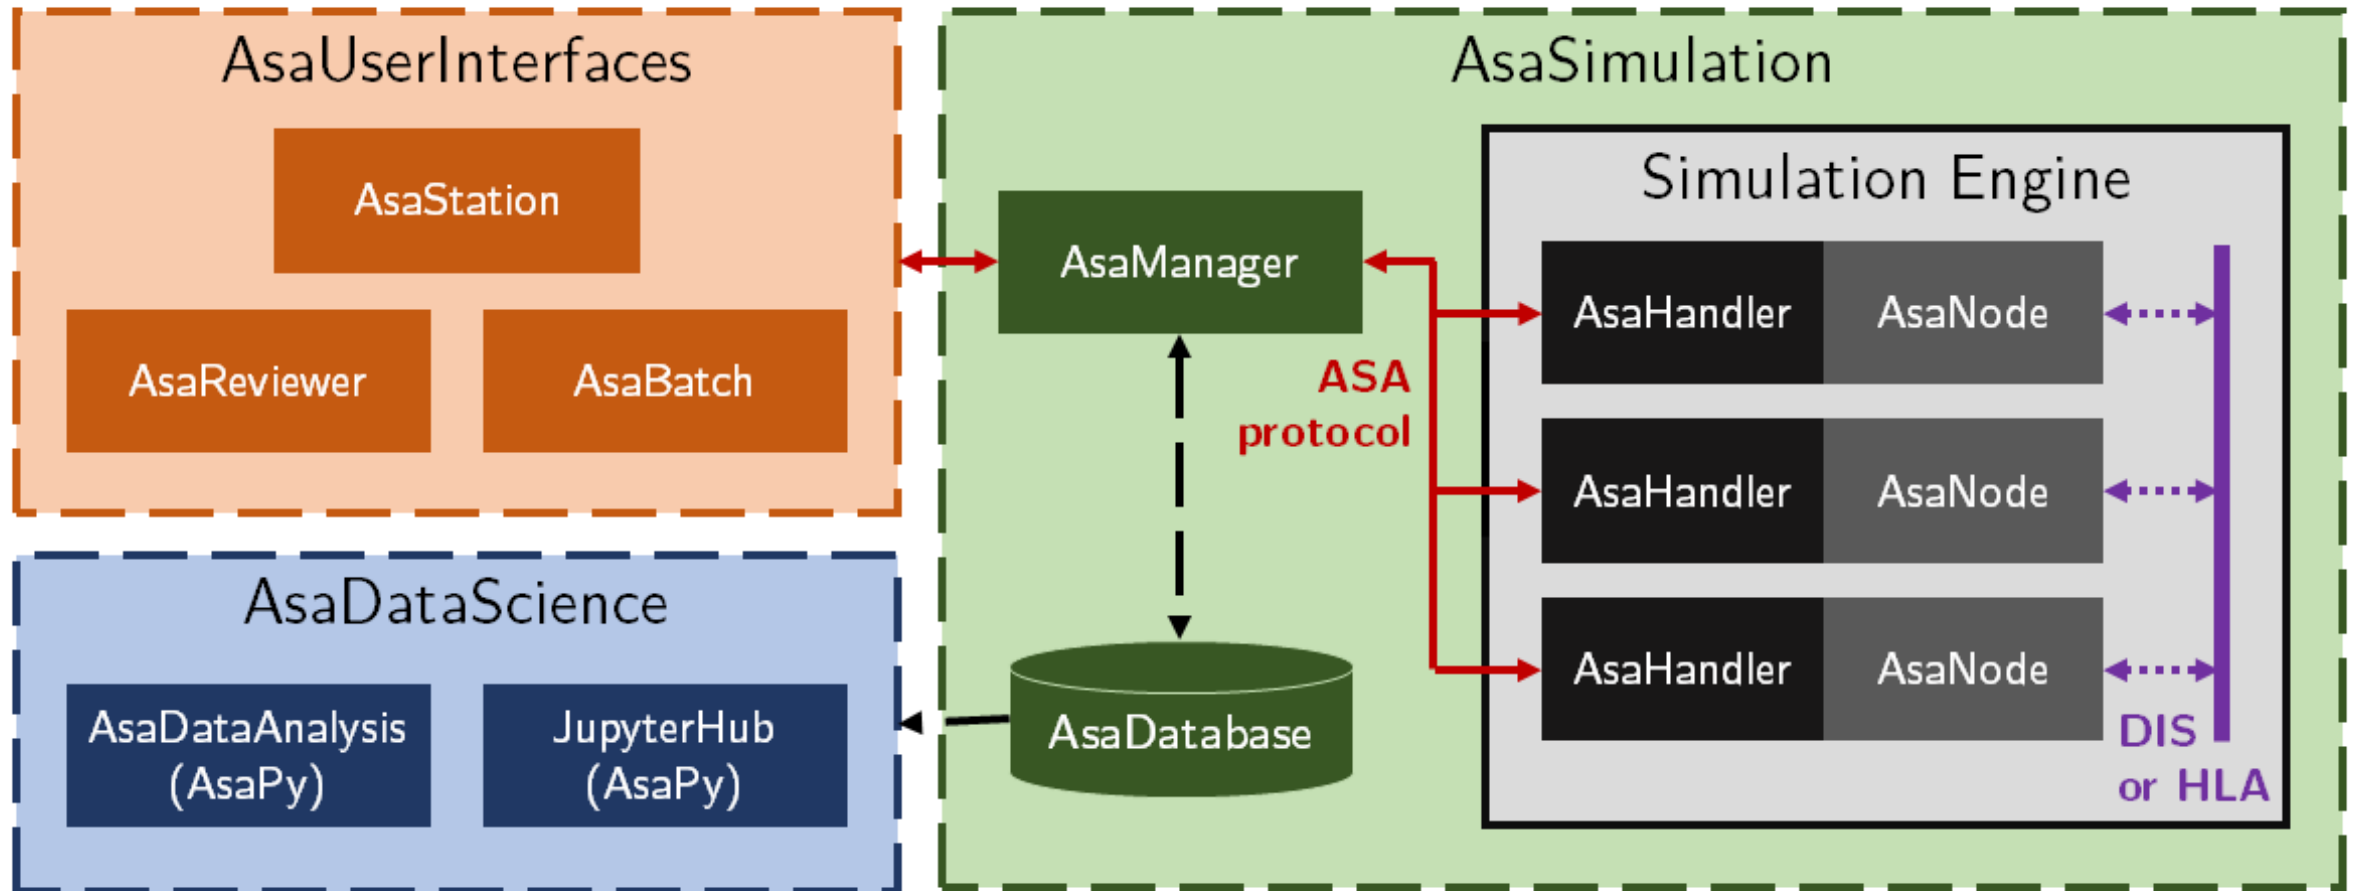 AsaUserInterfaces
AsaStation
AsaReviewer
AsaBatch
AsaDataScience
AsaDataAnalysis
(AsaPy)
JupyterHub
(AsaPy)
AsaSimulation
AsaManager
AsaDatabase
ASA
protocol
Simulation Engine
AsaHandler
AsaNode
AsaHandler
AsaNode
AsaHandler
AsaNode
DIS
or HLA